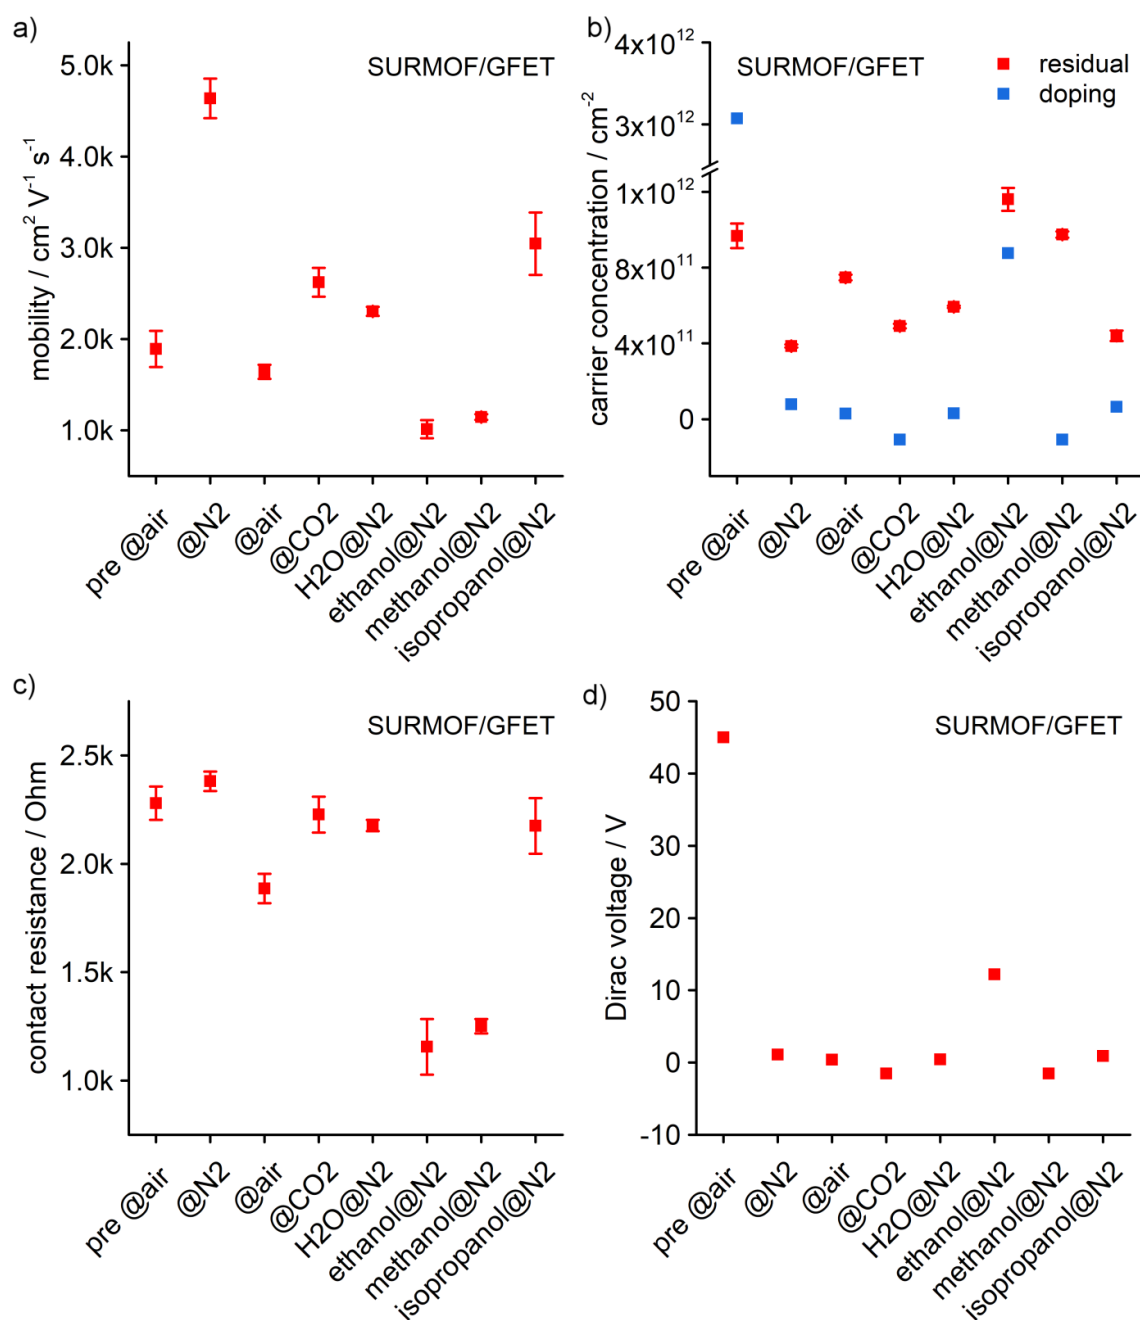 a)
SURMOF/GFET
mobility / cm² V⁻¹ s⁻¹
5.0k
4.0k
3.0k
2.0k
1.0k
pre @air
@N2
@air
@CO2
H2O@N2
ethanol@N2
methanol@N2
isopropanol@N2
b)
SURMOF/GFET
residual
doping
carrier concentration / cm⁻²
4x10¹²
3x10¹²
1x10¹²
8x10¹¹
4x10¹¹
0
pre @air
@N2
@air
@CO2
H2O@N2
ethanol@N2
methanol@N2
isopropanol@N2
c)
SURMOF/GFET
contact resistance / Ohm
2.5k
2.0k
1.5k
1.0k
pre @air
@N2
@air
@CO2
H2O@N2
ethanol@N2
methanol@N2
isopropanol@N2
d)
SURMOF/GFET
Dirac voltage / V
50
40
30
20
10
0
-10
pre @air
@N2
@air
@CO2
H2O@N2
ethanol@N2
methanol@N2
isopropanol@N2